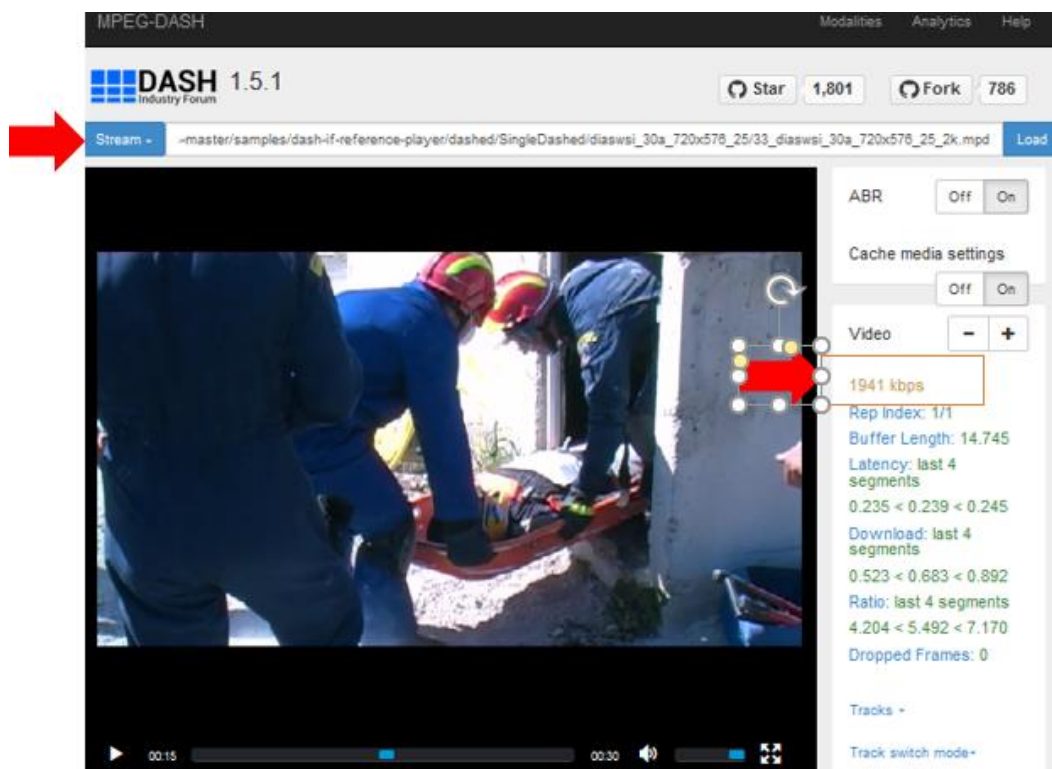 MPEG-DASH Modalities Analytics Help
DASH 1.5.1
Industry Forum
Star 1,801 Fork 786
Stream ~master/samples/dash-if-reference-player/dashed/SingleDashed/diaswsi_30a_720x576_25/33_diaswsi_30a_720x576_25_2k.mpd Load
ABR Off On
Cache media settings
Off On
Video - +
1941 kbps
Rep Index: 1/1
Buffer Length: 14.745
Latency: last 4
segments
0.235 < 0.239 < 0.245
Download: last 4
segments
0.523 < 0.683 < 0.892
Ratio: last 4 segments
4.204 < 5.492 < 7.170
Dropped Frames: 0
Tracks
Track switch mode
00:15 00:30